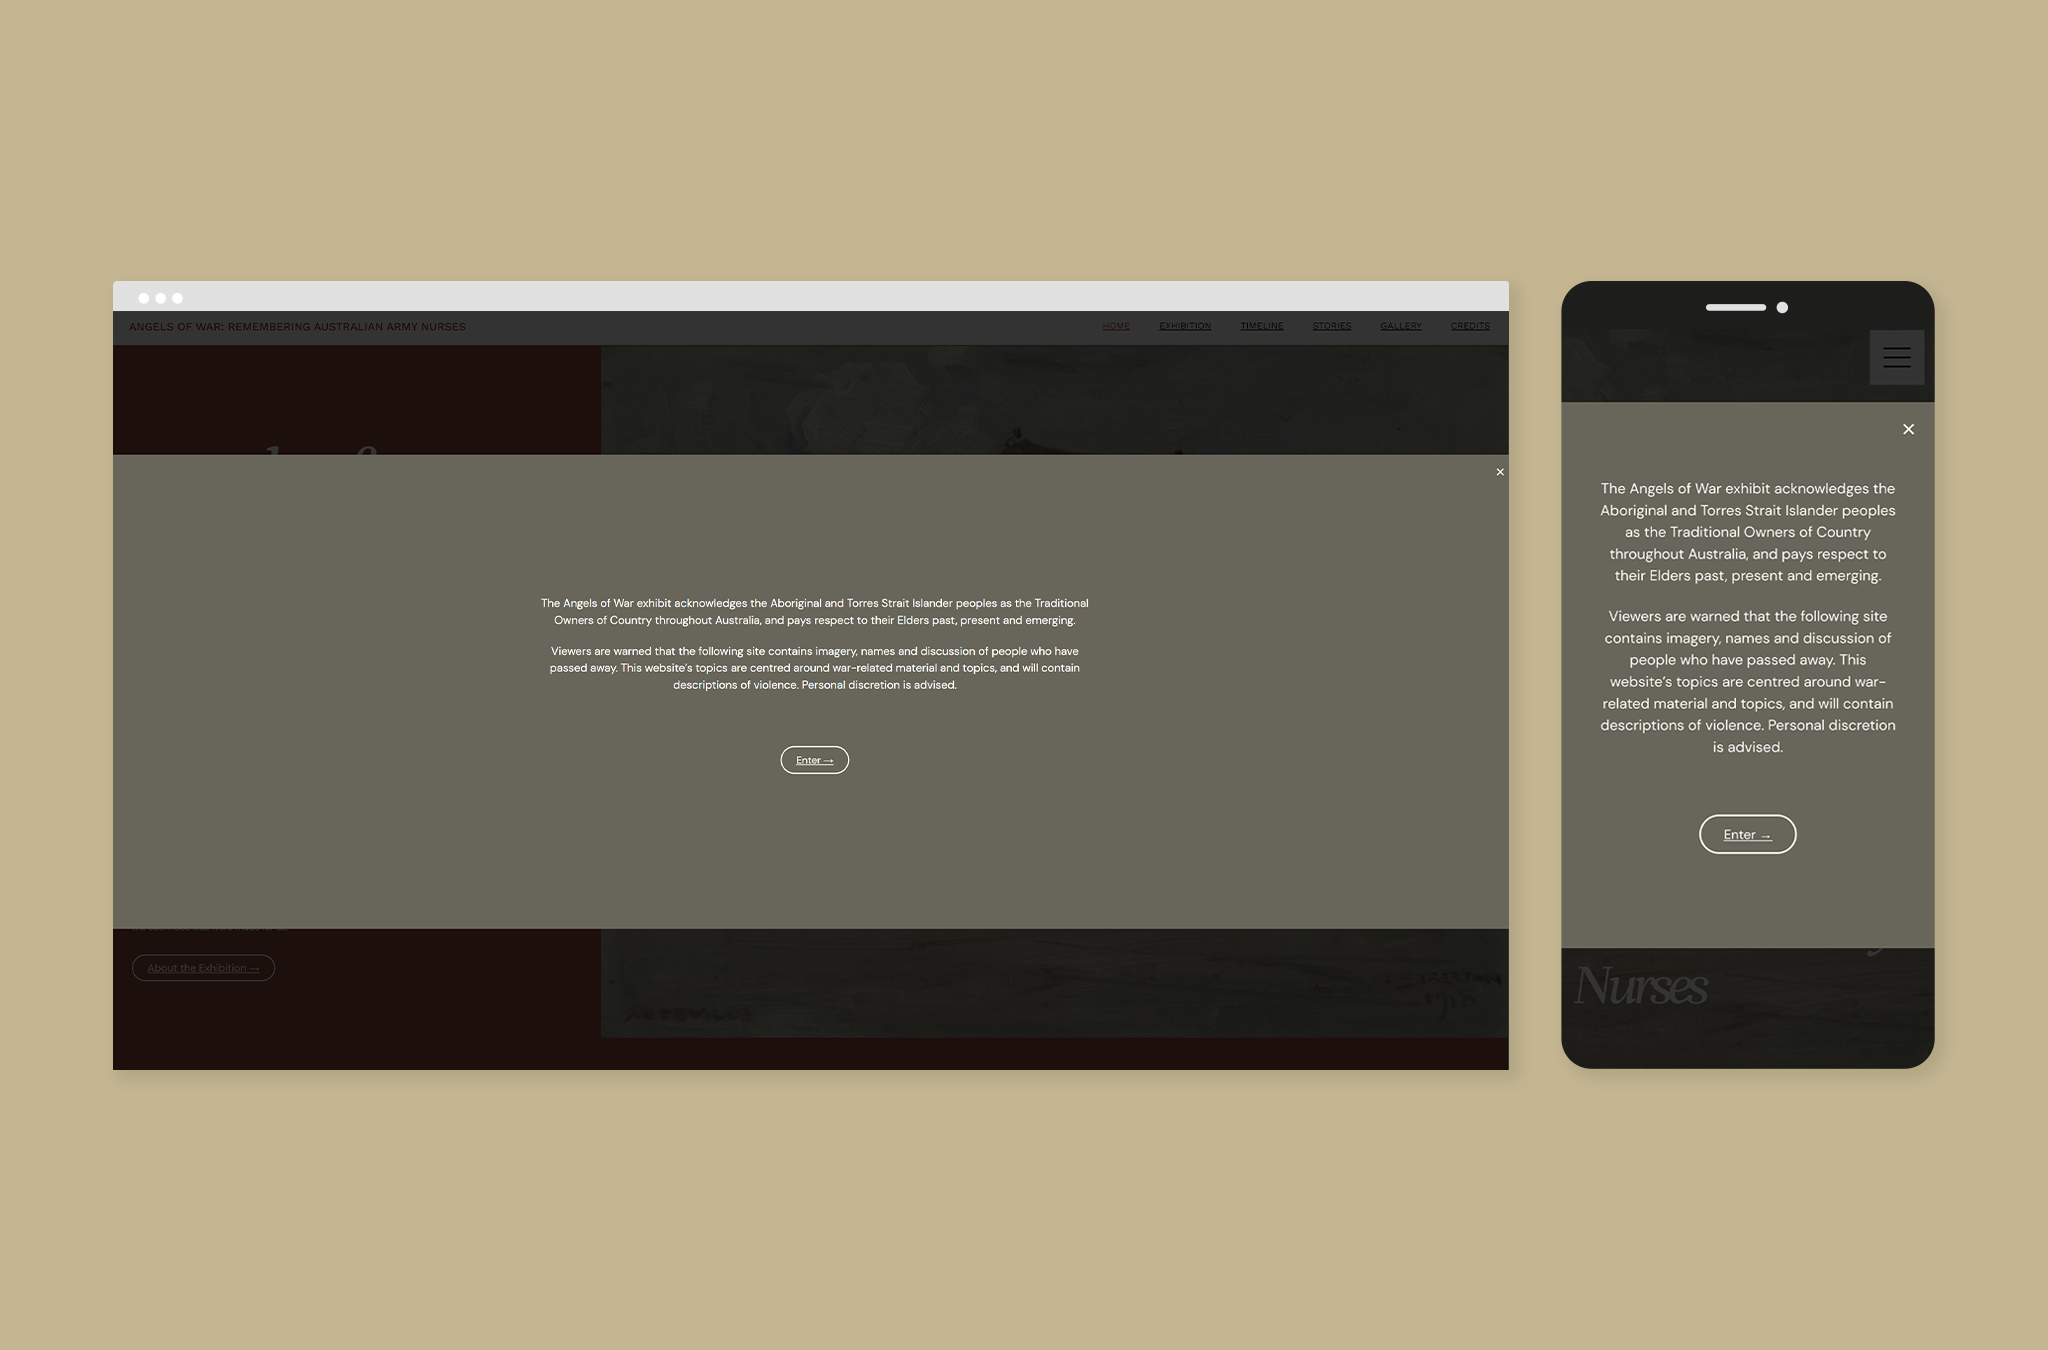 ANGELS OF WAR: REMEMBERING AUSTRALIAN ARMY NURSES
HOME EXHIBITION TIMELINE STORIES GALLERY CREDITS
The Angels of War exhibit acknowledges the Aboriginal and Torres Strait Islander peoples as the Traditional
Owners of Country throughout Australia, and pays respect to their Elders past, present and emerging.
Viewers are warned that the following site contains imagery, names and discussion of people who have
passed away. This website's topics are centred around war-related material and topics, and will contain
descriptions of violence. Personal discretion is advised.
Enter →
About the Exhibition →
The Angels of War exhibit acknowledges the
Aboriginal and Torres Strait Islander peoples
as the Traditional Owners of Country
throughout Australia, and pays respect to
their Elders past, present and emerging.
Viewers are warned that the following site
contains imagery, names and discussion of
people who have passed away. This
website's topics are centred around war-
related material and topics, and will contain
descriptions of violence. Personal discretion
is advised.
Enter →
Nurses